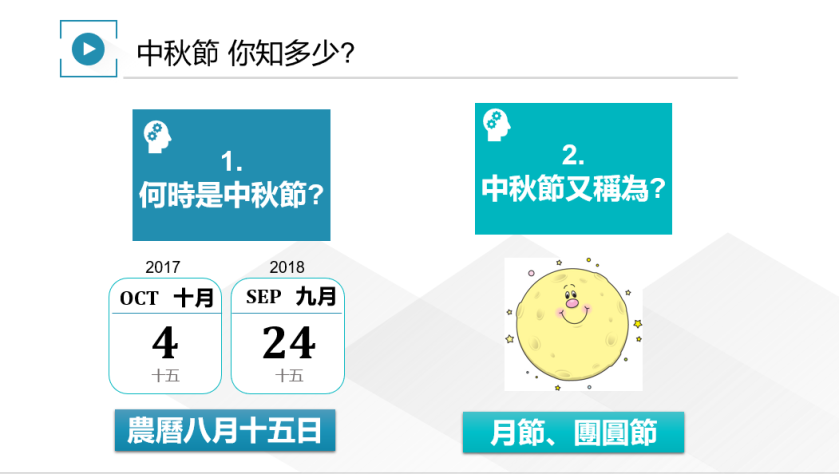 中秋節 你知多少?
1.
何時是中秋節?
2017
OCT 十月
4
十五
2018
SEP 九月
24
十五
農曆八月十五日
2.
中秋節又稱為?
月節、團圓節